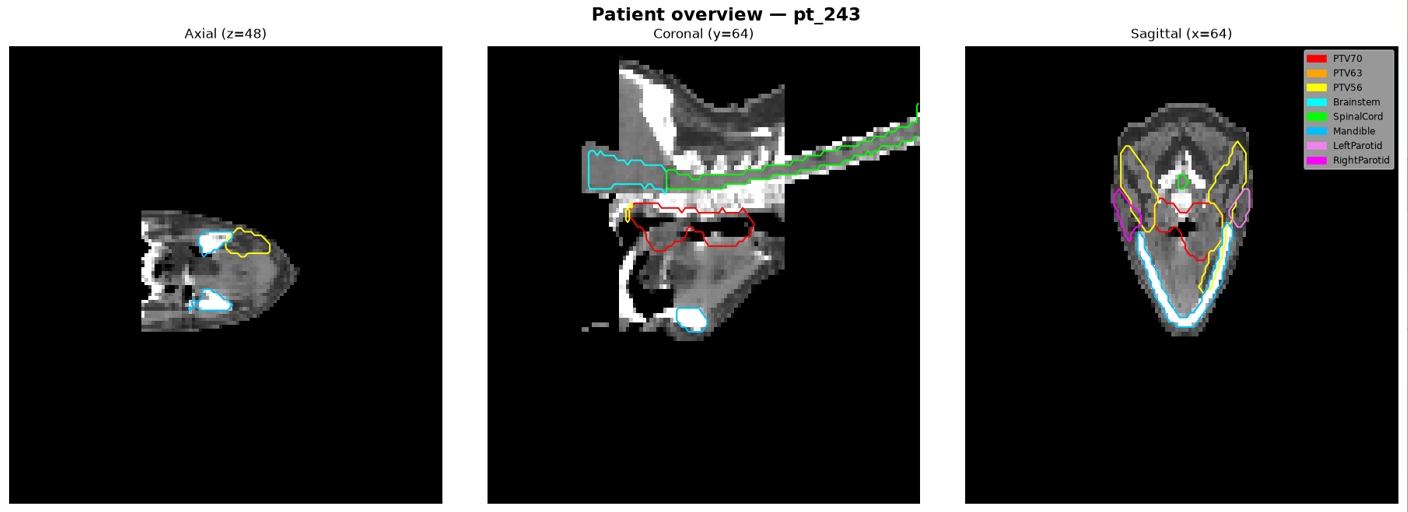 Patient overview — pt_243
Axial (z=48)
Coronal (y=64)
Sagittal (x=64)
PTV70
PTV63
PTV56
Brainstem
SpinalCord
Mandible
LeftParotid
RightParotid